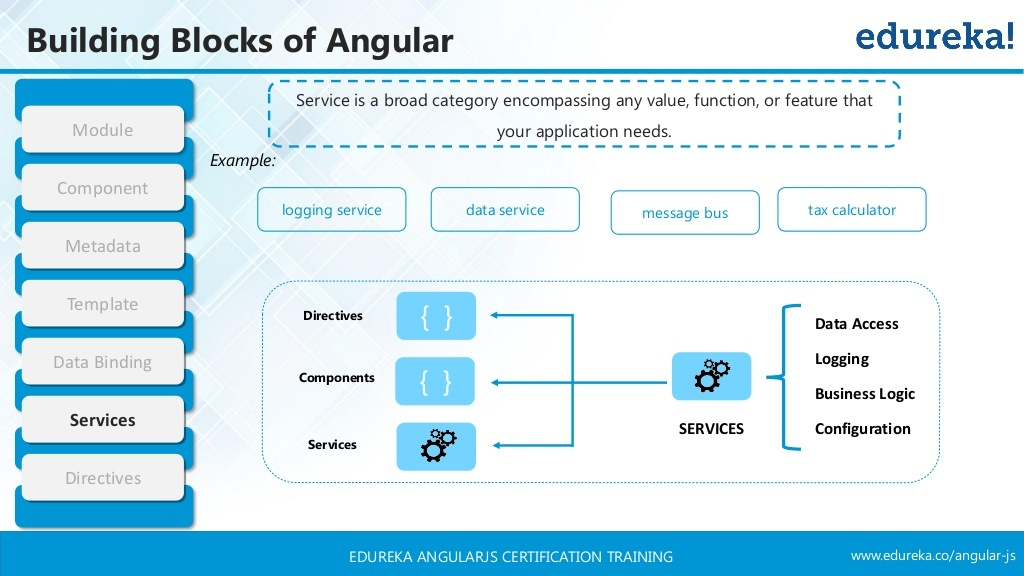 Building Blocks of Angular
edureka!
Module
Component
Metadata
Template
Data Binding
Services
Directives
Service is a broad category encompassing any value, function, or feature that
your application needs.
Example:
logging service
data service
message bus
tax calculator
Directives
{ }
Components
{ }
Services
SERVICES
Data Access
Logging
Business Logic
Configuration
EDUREKA ANGULARJS CERTIFICATION TRAINING
www.edureka.co/angular-js